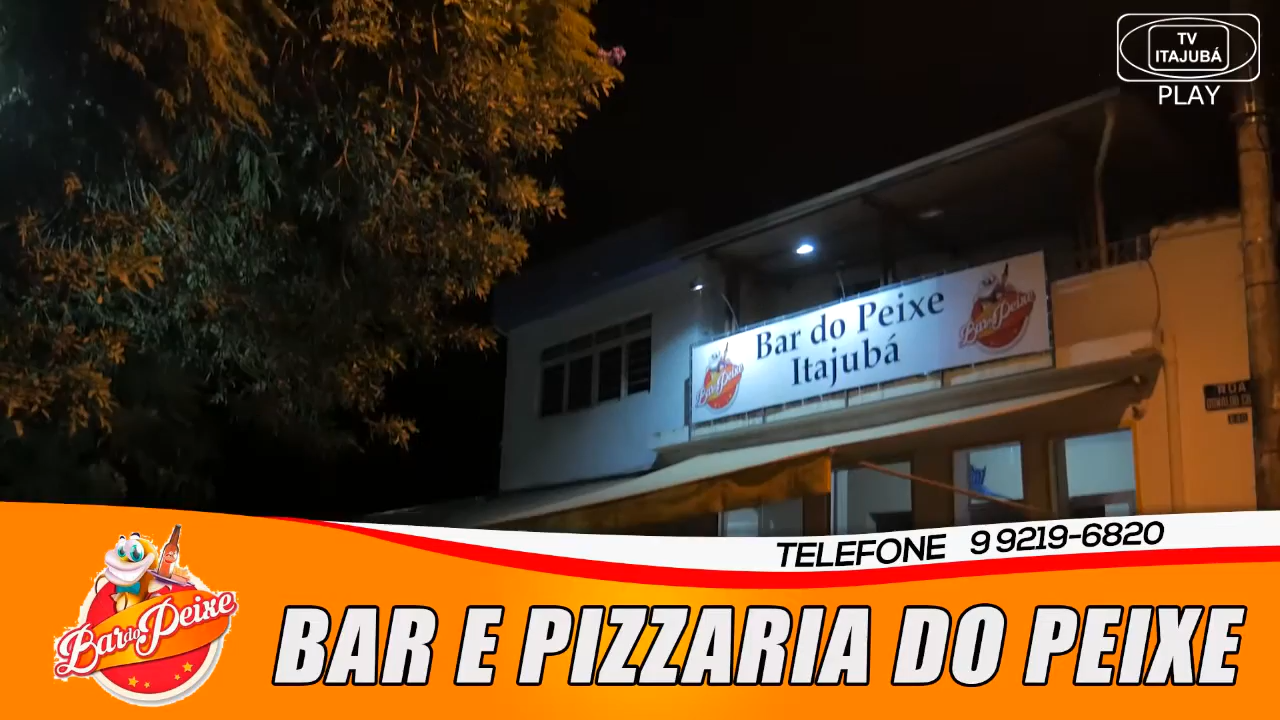 TV
ITAJUBÁ
PLAY
Bar do Peixe
Itajubá
Bar do Peixe
Bar do Peixe
RUA
TELEFONE 9 9219-6820
Bar do Peixe
BAR E PIZZARIA DO PEIXE